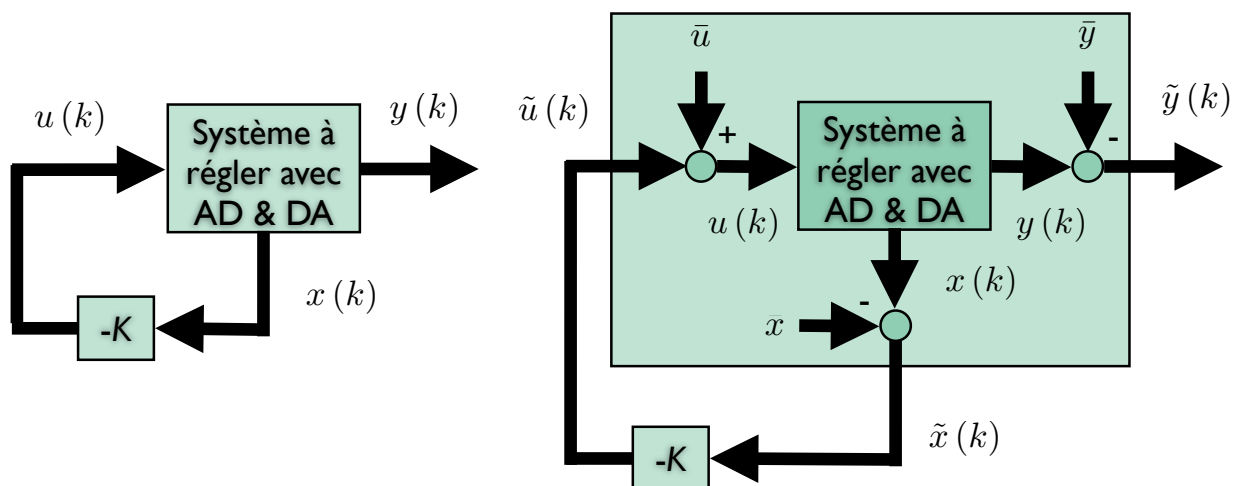 u (k)
y (k)
Système à
régler avec
AD & DA
x (k)
-K
ū
ȳ
ũ (k)
ỹ (k)
+
-
Système à
régler avec
AD & DA
u (k)
y (k)
-
x (k)
x̄
x̃ (k)
-K